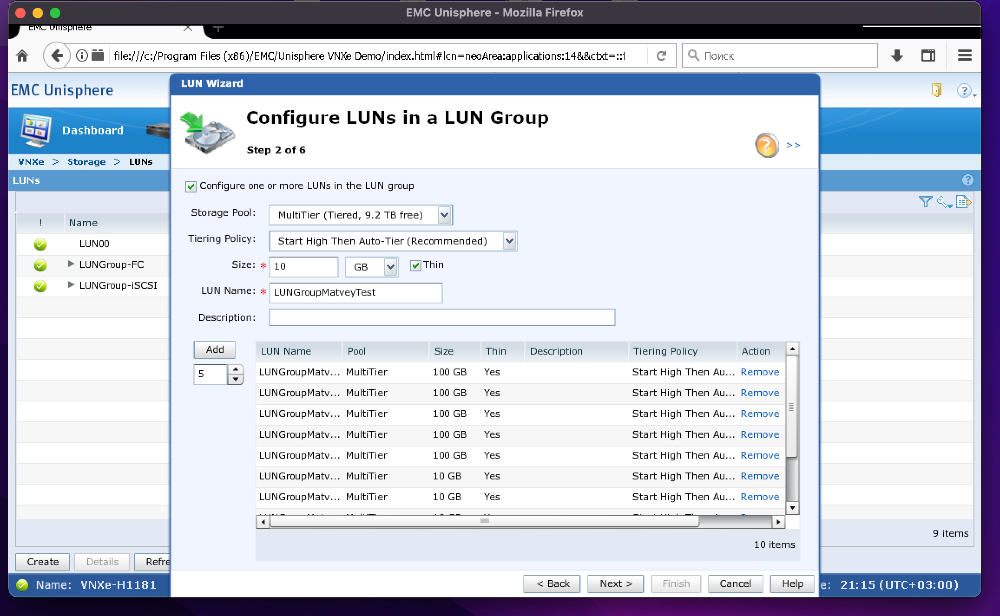 EMC Unisphere - Mozilla Firefox
EMC Unisphere
file:///c:/Program Files (x86)/EMC/Unisphere VNXe Demo/index.html#lcn=neoArea:applications:14&&ctxt=::1
Поиск
EMC Unisphere
Dashboard
VNXe > Storage > LUNs
LUNs
! Name
LUN00
LUNGroup-FC
LUNGroup-iSCSI
9 items
Create Details Refre
Name: VNXe-H1181
e: 21:15 (UTC+03:00)
LUN Wizard
Configure LUNs in a LUN Group
Step 2 of 6
>>
Configure one or more LUNs in the LUN group
Storage Pool: MultiTier (Tiered, 9.2 TB free)
Tiering Policy: Start High Then Auto-Tier (Recommended)
Size: * 10 GB Thin
LUN Name: * LUNGroupMatveyTest
Description:
Add
5
LUN Name Pool Size Thin Description Tiering Policy Action
LUNGroupMatv... MultiTier 100 GB Yes Start High Then Au... Remove
LUNGroupMatv... MultiTier 100 GB Yes Start High Then Au... Remove
LUNGroupMatv... MultiTier 100 GB Yes Start High Then Au... Remove
LUNGroupMatv... MultiTier 100 GB Yes Start High Then Au... Remove
LUNGroupMatv... MultiTier 100 GB Yes Start High Then Au... Remove
LUNGroupMatv... MultiTier 10 GB Yes Start High Then Au... Remove
LUNGroupMatv... MultiTier 10 GB Yes Start High Then Au... Remove
10 items
< Back Next > Finish Cancel Help